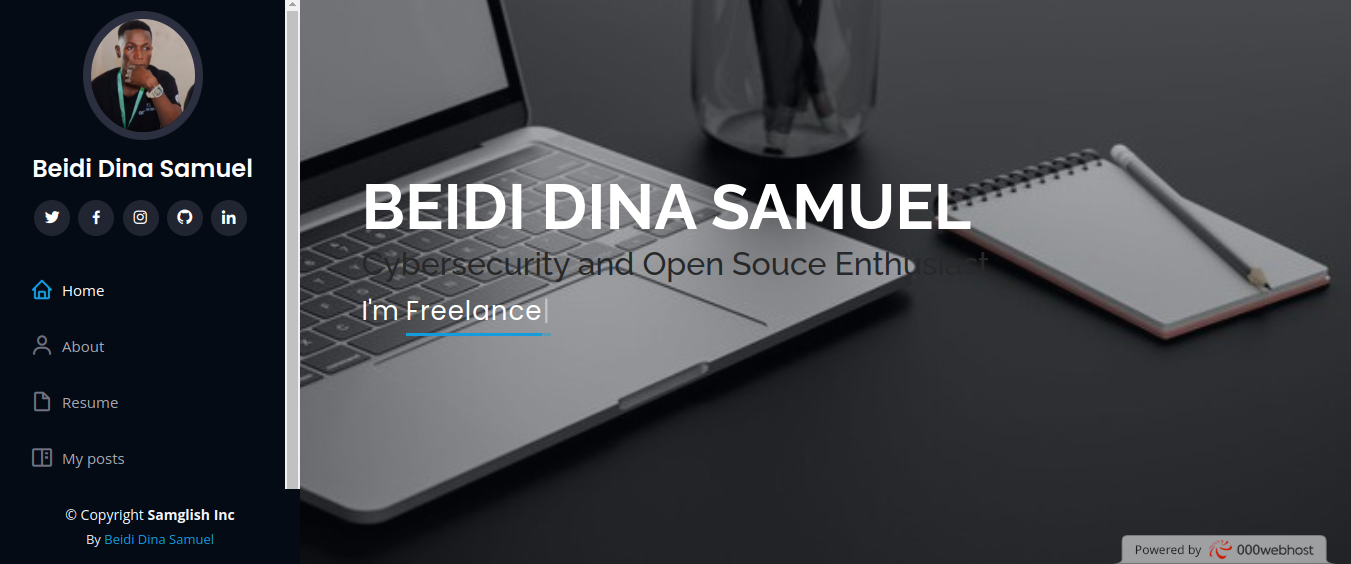 Beidi Dina Samuel
Home
About
Resume
My posts
© Copyright Samglish Inc
By Beidi Dina Samuel
BEIDI DINA SAMUEL
Cybersecurity and Open Souce Enthusiast
I'm Freelance
Powered by 000webhost